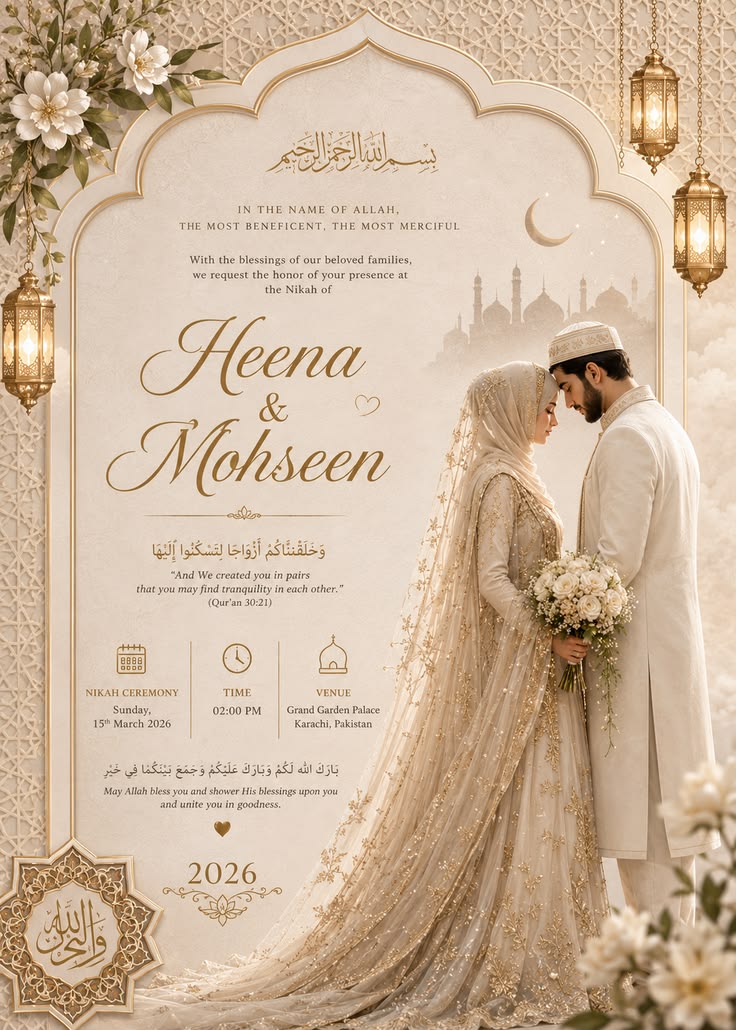 بسم الله الرحمن الرحيم
IN THE NAME OF ALLAH,
THE MOST BENEFICENT, THE MOST MERCIFUL
With the blessings of our beloved families,
we request the honor of your presence at
the Nikah of
Heena
&
Mohseen
وَخَلَقْنَاكُمْ أَزْوَاجًا لِتَسْكُنُوا إِلَيْهَا
“And We created you in pairs
that you may find tranquility in each other.”
(Qur'an 30:21)
NIKAH CEREMONY
Sunday,
15th March 2026
TIME
02:00 PM
VENUE
Grand Garden Palace
Karachi, Pakistan
بَارَكَ الله لَكُمْ وَبَارَكَ عَلَيْكُمْ وَجَمَعَ بَيْنَكُمَا فِي خَيْرٍ
May Allah bless you and shower His blessings upon you
and unite you in goodness.
2026